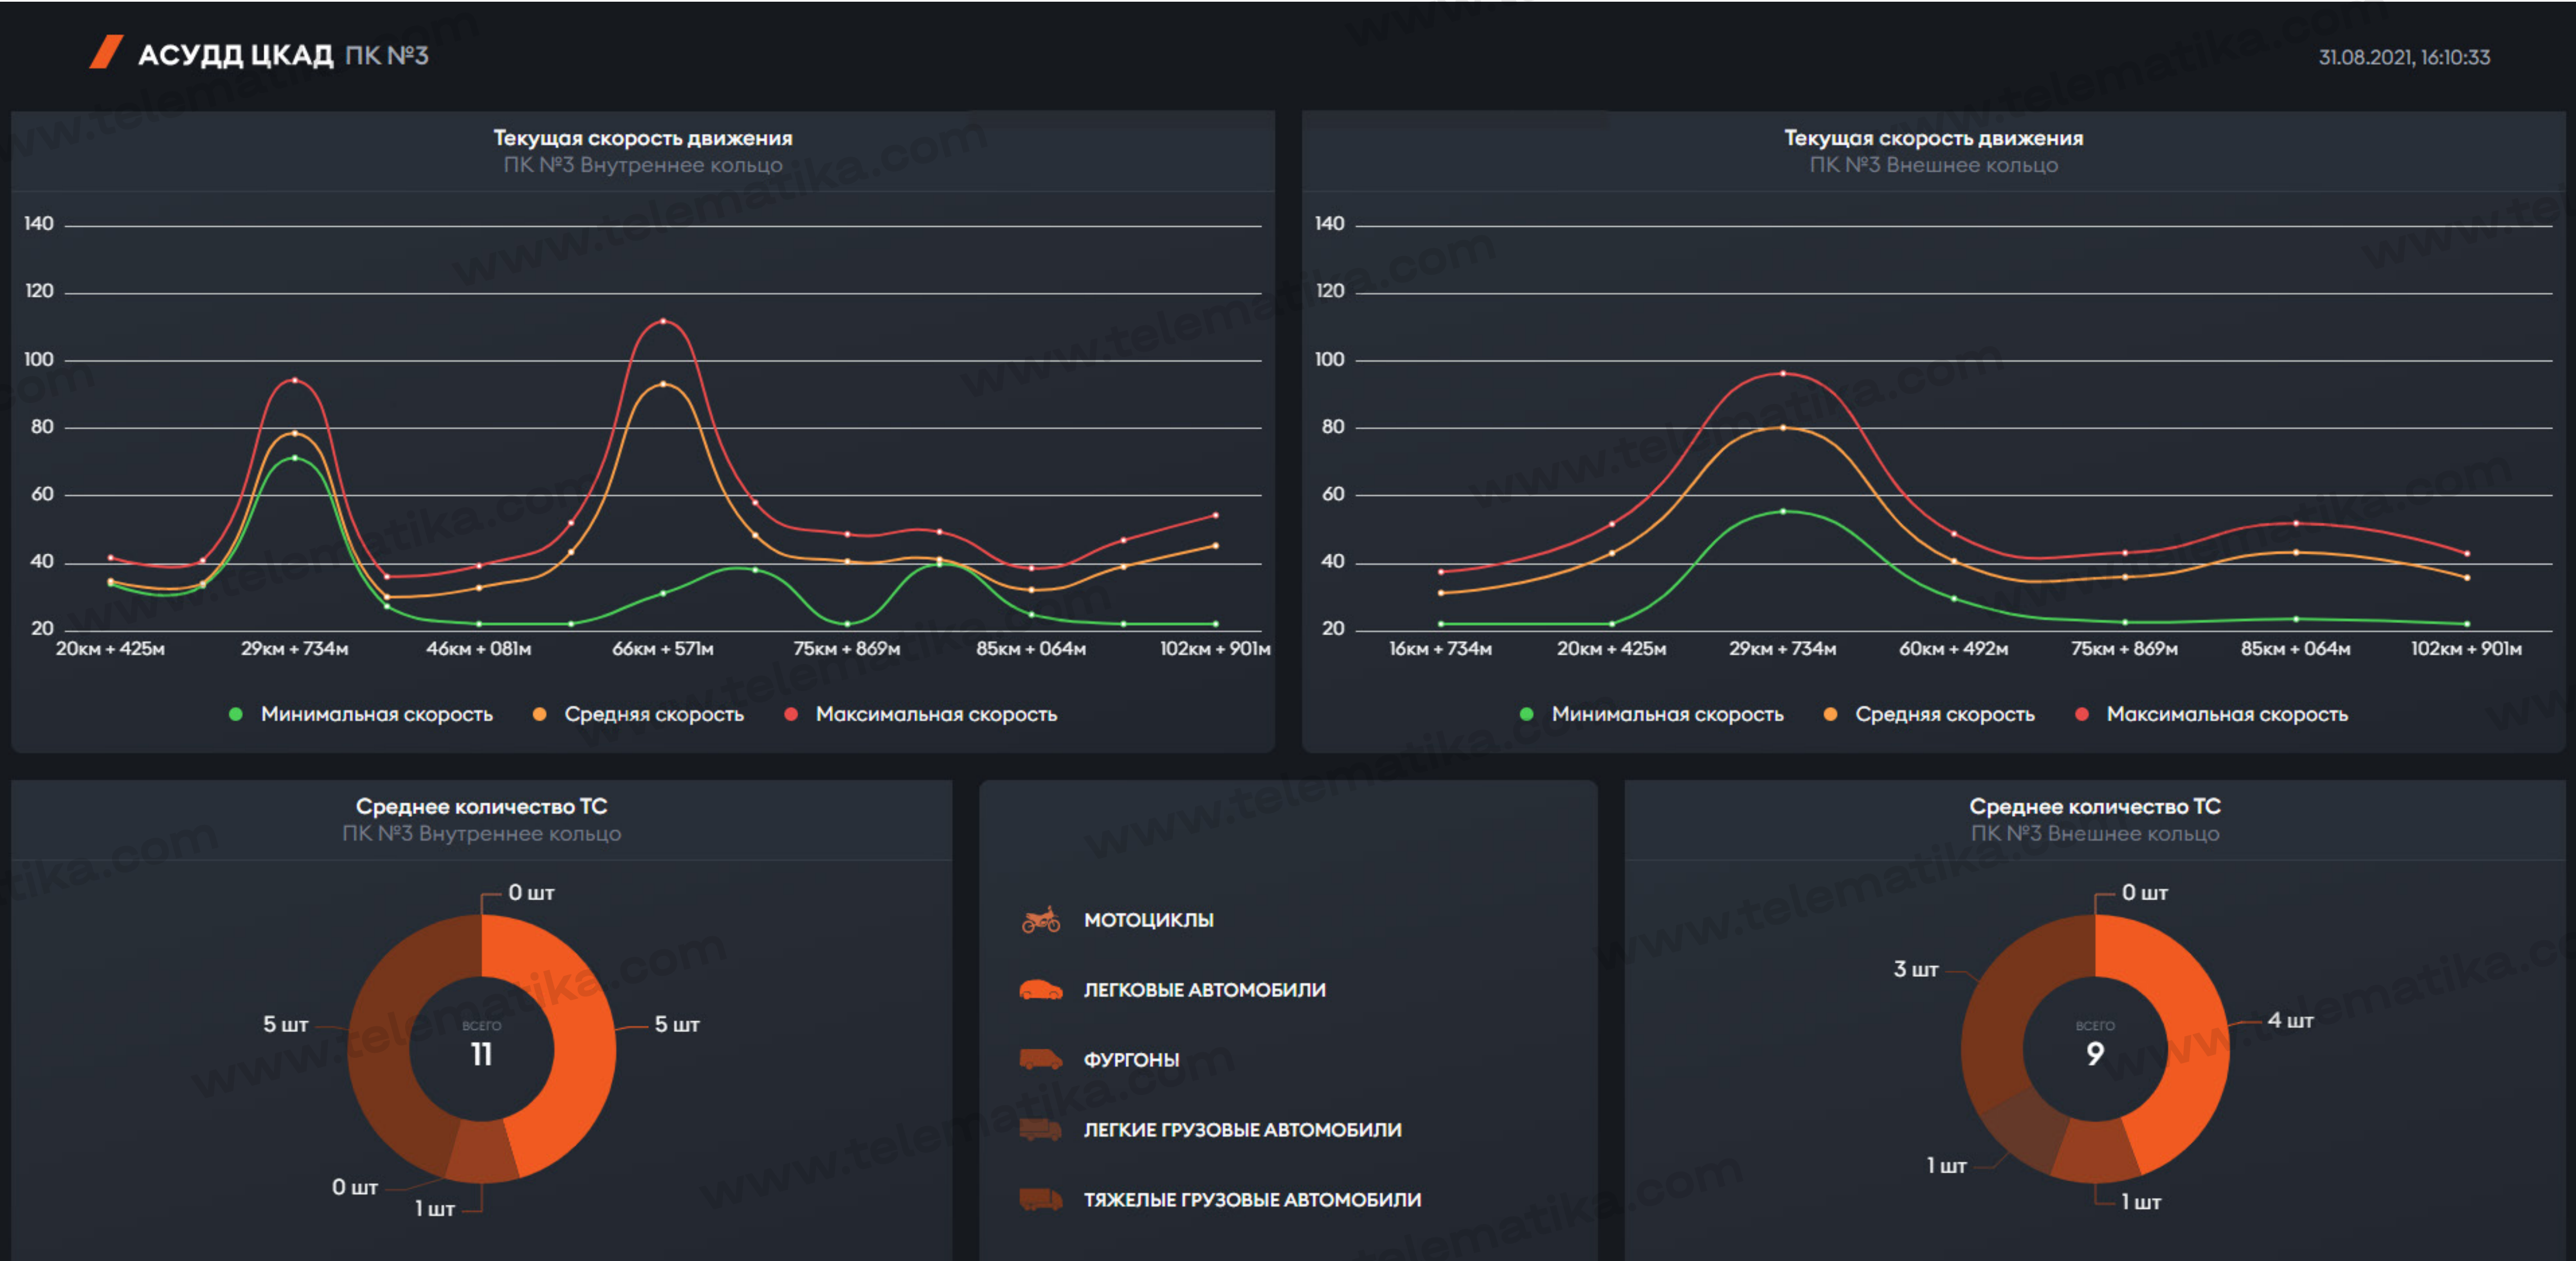 АСУДД ЦКАД ПК №3
31.08.2021, 16:10:33
Текущая скорость движения
ПК №3 Внутреннее кольцо
140
120
100
80
60
40
20
20км + 425м 29км + 734м 46км + 081м 66км + 571м 75км + 869м 85км + 064м 102км + 901м
Минимальная скорость Средняя скорость Максимальная скорость
Текущая скорость движения
ПК №3 Внешнее кольцо
140
120
100
80
60
40
20
16км + 734м 20км + 425м 29км + 734м 60км + 492м 75км + 869м 85км + 064м 102км + 901м
Минимальная скорость Средняя скорость Максимальная скорость
Среднее количество ТС
ПК №3 Внутреннее кольцо
0 шт
5 шт
5 шт
ВСЕГО
11
0 шт
1 шт
МОТОЦИКЛЫ
ЛЕГКОВЫЕ АВТОМОБИЛИ
ФУРГОНЫ
ЛЕГКИЕ ГРУЗОВЫЕ АВТОМОБИЛИ
ТЯЖЕЛЫЕ ГРУЗОВЫЕ АВТОМОБИЛИ
Среднее количество ТС
ПК №3 Внешнее кольцо
0 шт
3 шт
4 шт
ВСЕГО
9
1 шт
1 шт
www.telematika.com